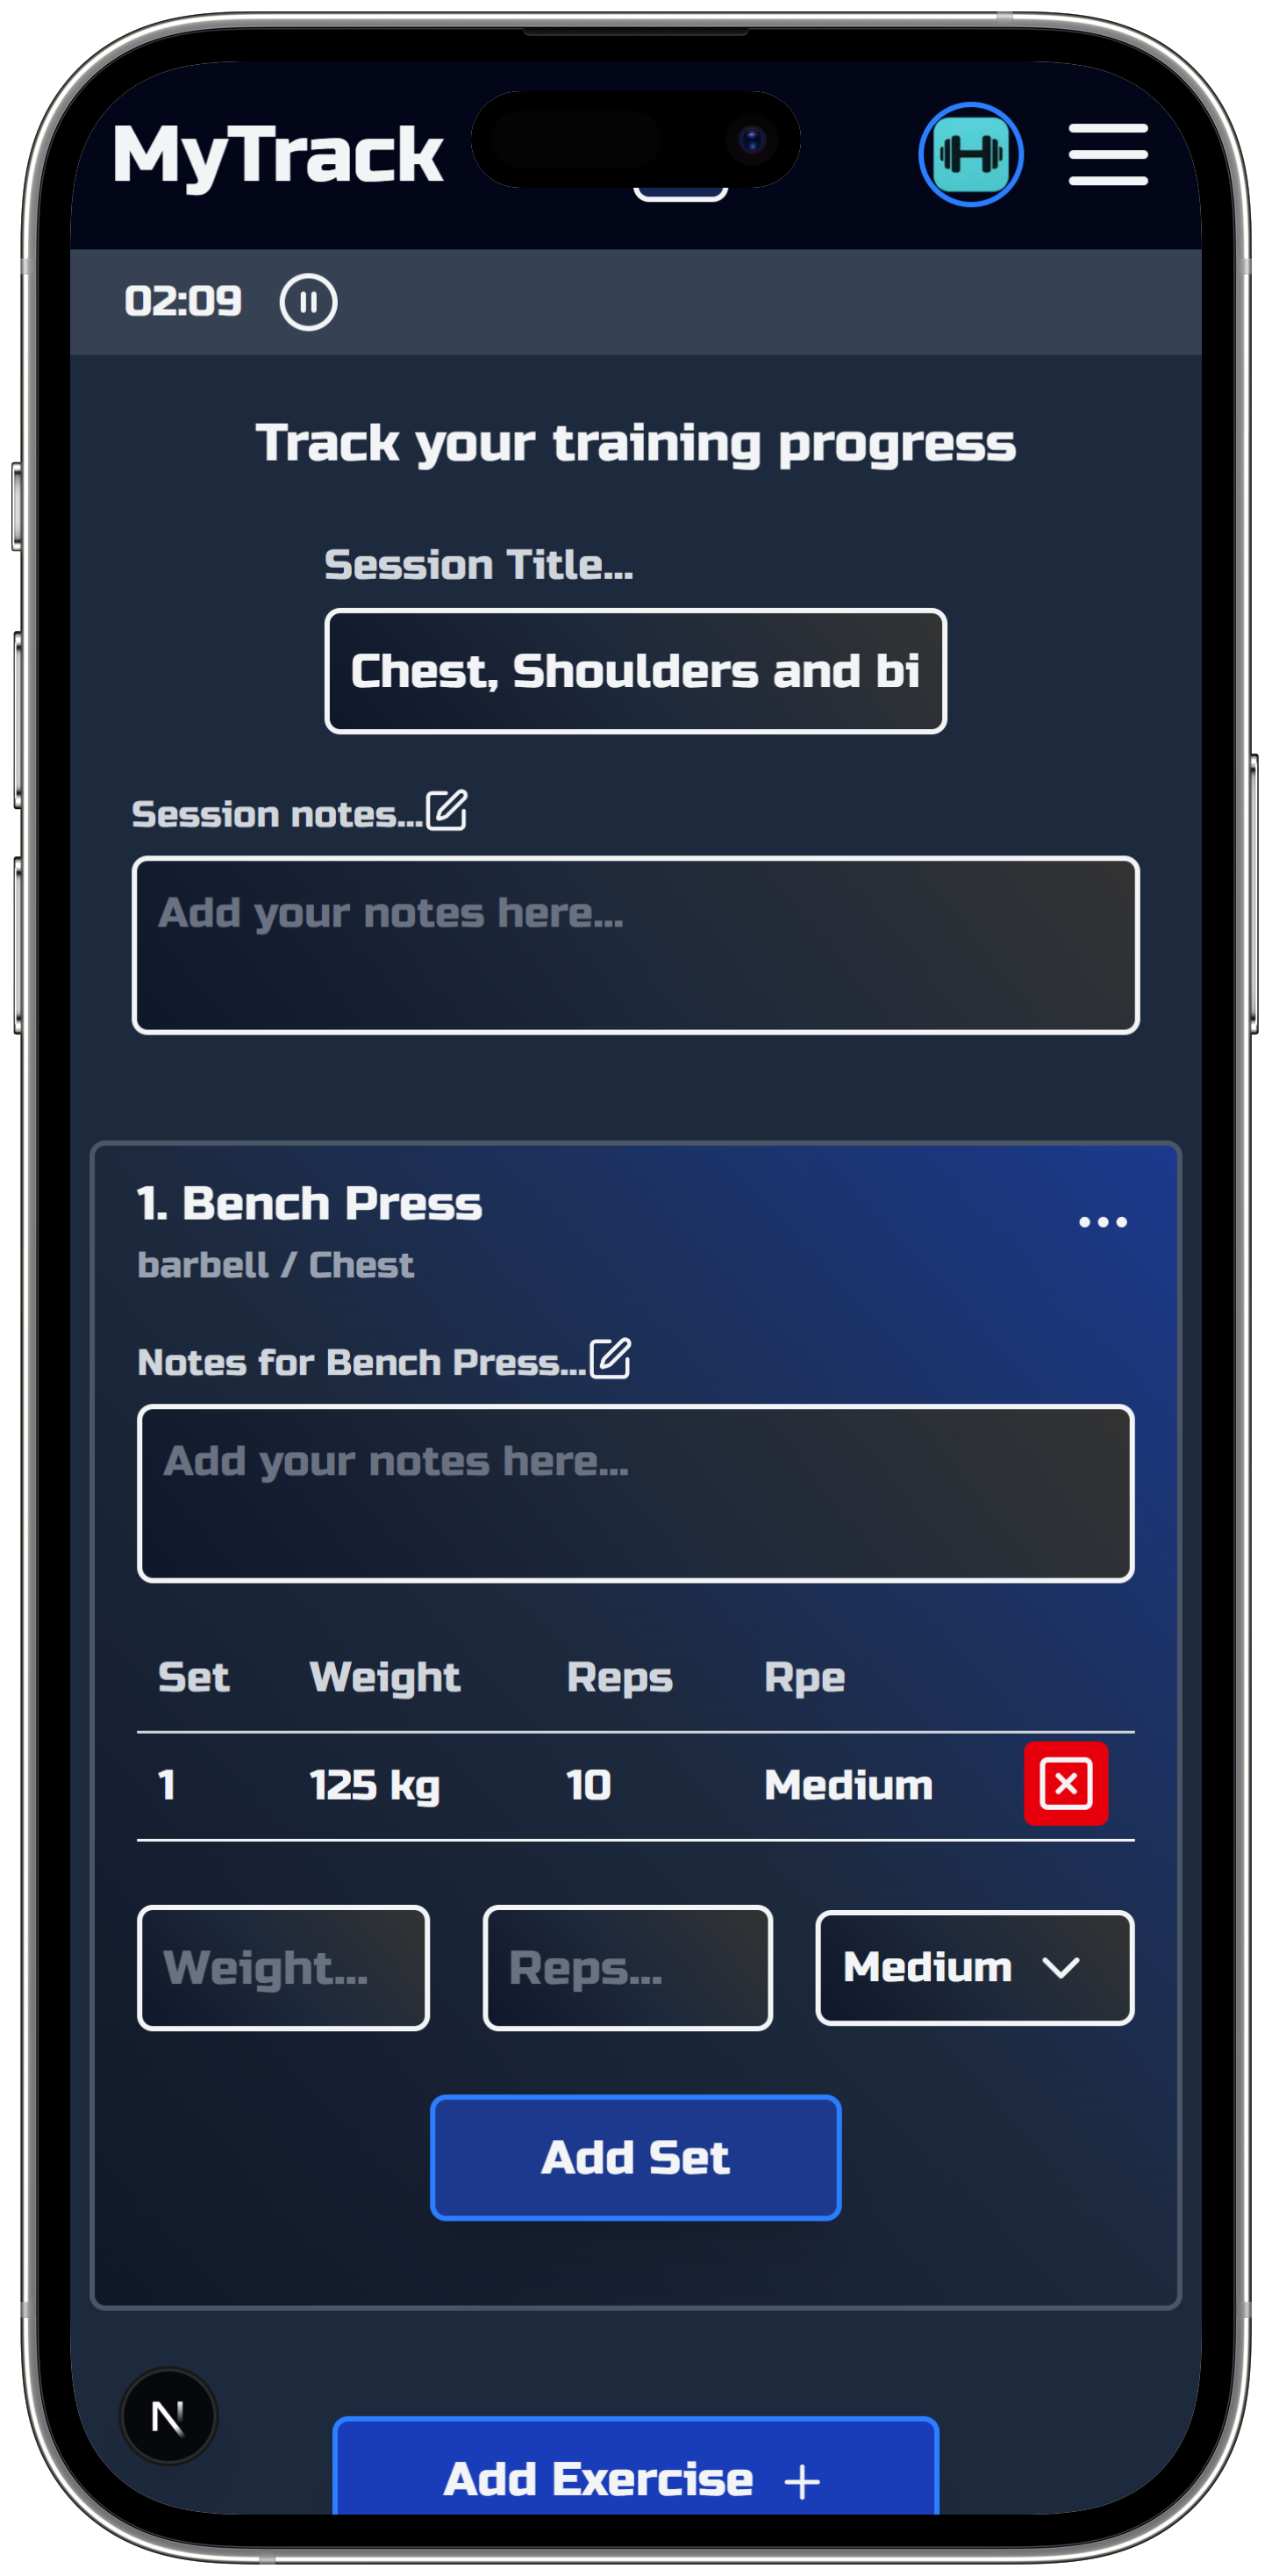 MyTrack
02:09
Track your training progress
Session Title...
Chest, Shoulders and bi
Session notes...
Add your notes here...
1. Bench Press
barbell / Chest
Notes for Bench Press...
Add your notes here...
Set Weight Reps Rpe
1 125 kg 10 Medium
Weight... Reps... Medium
Add Set
N
Add Exercise +